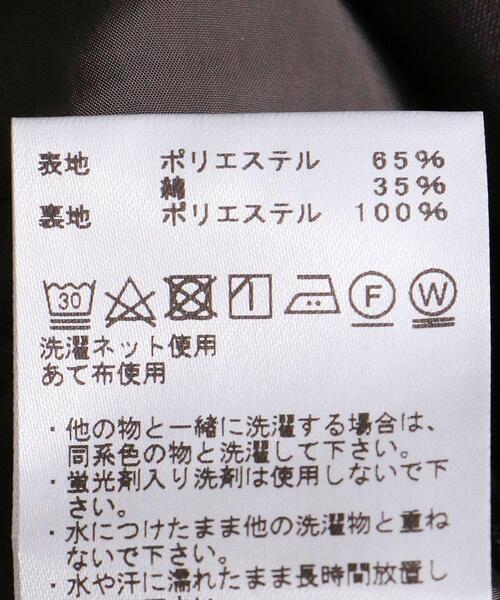 表地 ポリエステル 65%
綿 35%
裏地 ポリエステル 100%
30 F W
洗濯ネット使用
あて布使用
・他の物と一緒に洗濯する場合は、
同系色の物と洗濯して下さい。
・蛍光剤入り洗剤は使用しないで下
さい。
・水につけたまま他の洗濯物と重ね
ないで下さい。
・水や汗に濡れたまま長時間放置し